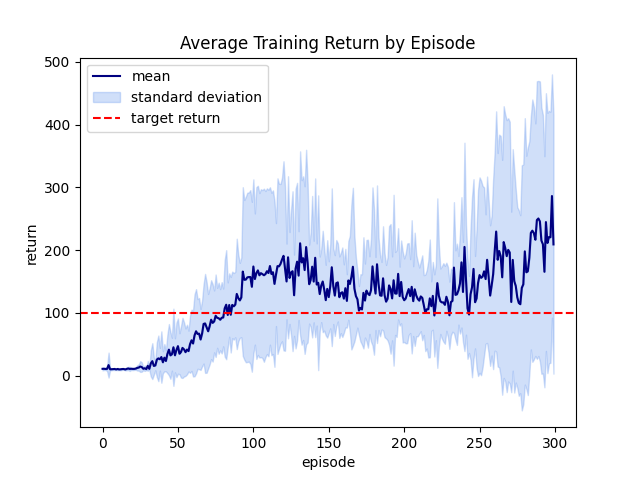 Average Training Return by Episode
mean
standard deviation
target return
500
400
300
200
100
0
return
0 50 100 150 200 250 300
episode